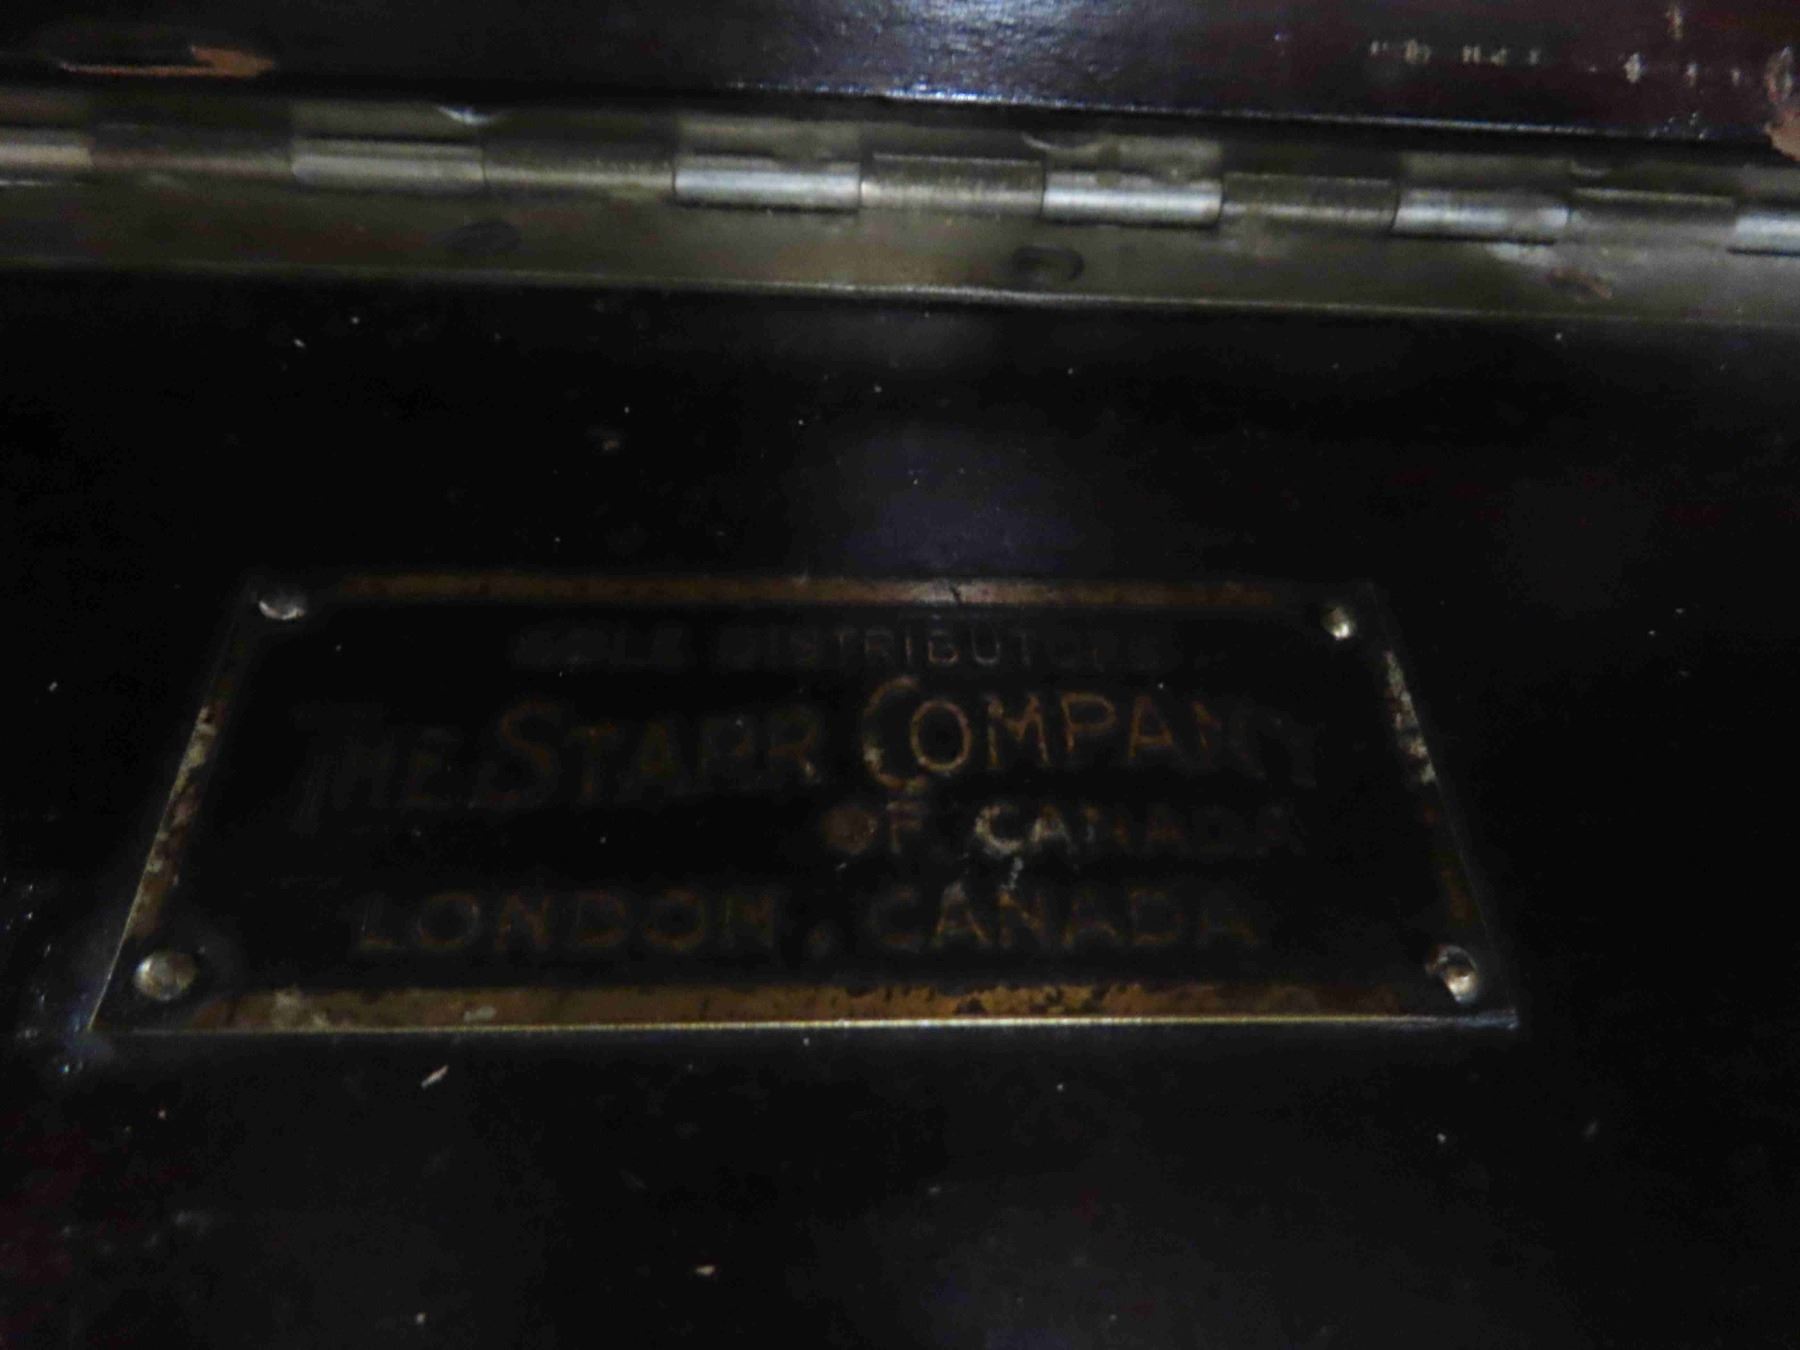 SOLE DISTRIBUTORS
THE STARR COMPANY
OF CANADA
LONDON, CANADA